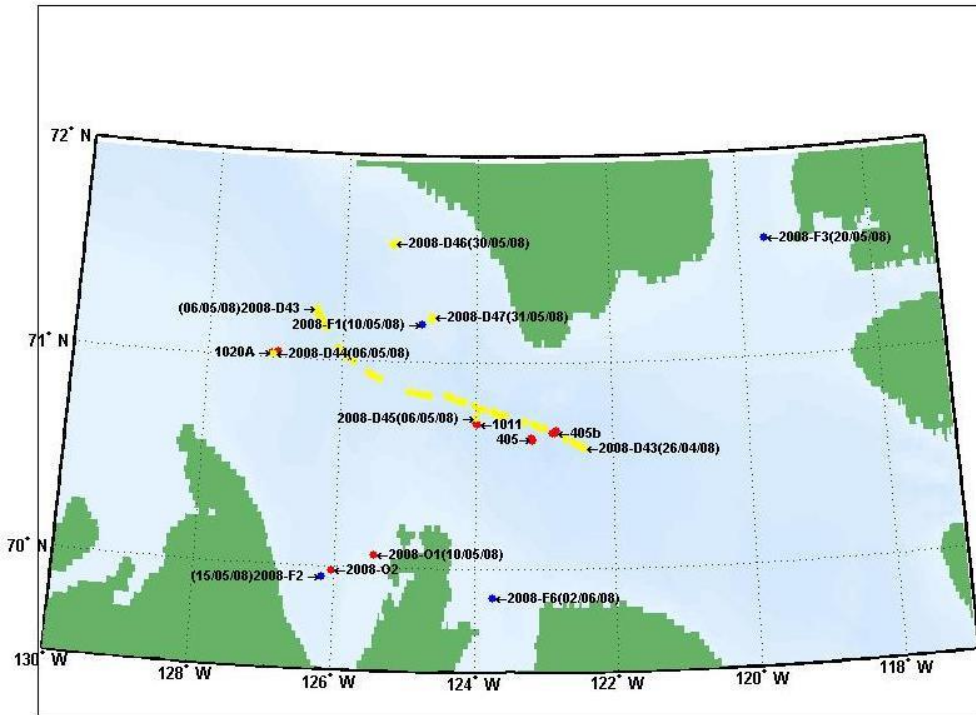 72° N
←2008-D46(30/05/08)
←2008-F3(20/05/08)
(06/05/08)2008-D43→
2008-F1(10/05/08)→
←2008-D47(31/05/08)
71° N
1020A→
←2008-D44(06/05/08)
2008-D45(06/05/08)→
←1011
405→
←405b
←2008-D43(26/04/08)
70° N
←2008-O1(10/05/08)
←2008-O2
(15/05/08)2008-F2→
←2008-F6(02/06/08)
130° W
128° W
126° W
124° W
122° W
120° W
118° W